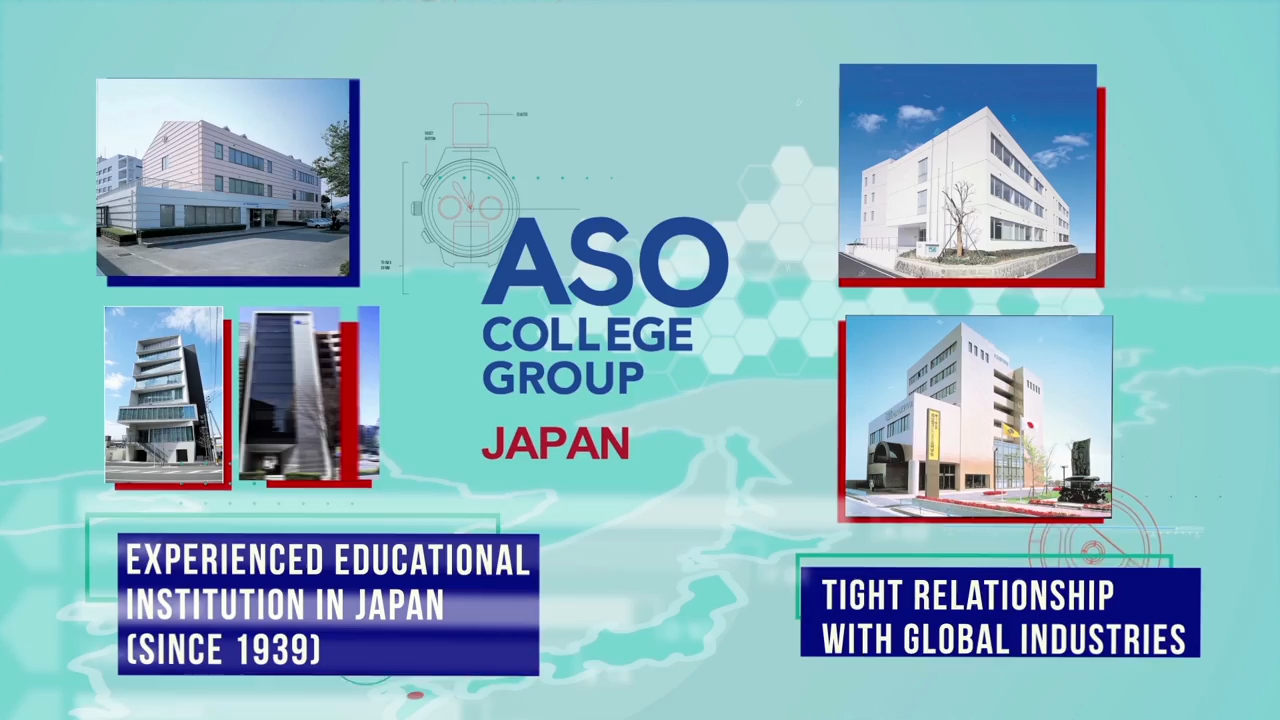 ASO
COLLEGE
GROUP
JAPAN
EXPERIENCED EDUCATIONAL
INSTITUTION IN JAPAN
(SINCE 1939)
TIGHT RELATIONSHIP
WITH GLOBAL INDUSTRIES